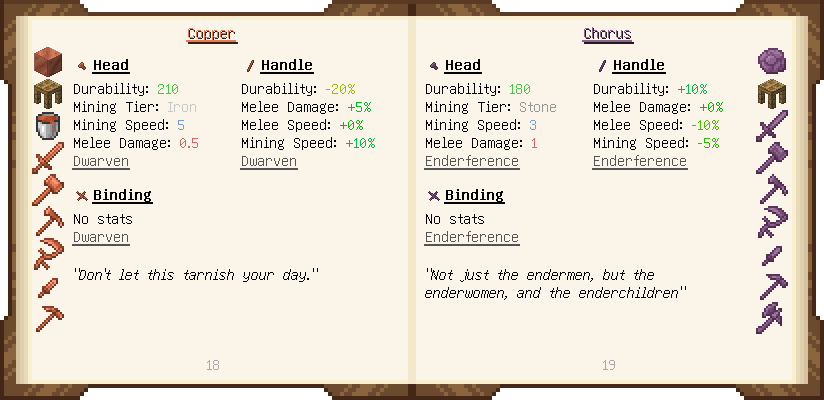 Copper
Head
Durability: 210
Mining Tier: Iron
Mining Speed: 5
Melee Damage: 0.5
Dwarven
Handle
Durability: -20%
Melee Damage: +5%
Melee Speed: +0%
Mining Speed: +10%
Dwarven
Binding
No stats
Dwarven
"Don't let this tarnish your day."
18
Chorus
Head
Durability: 180
Mining Tier: Stone
Mining Speed: 3
Melee Damage: 1
Enderference
Handle
Durability: +10%
Melee Damage: +0%
Melee Speed: -10%
Mining Speed: -5%
Enderference
Binding
No stats
Enderference
"Not just the endermen, but the
enderwomen, and the enderchildren"
19